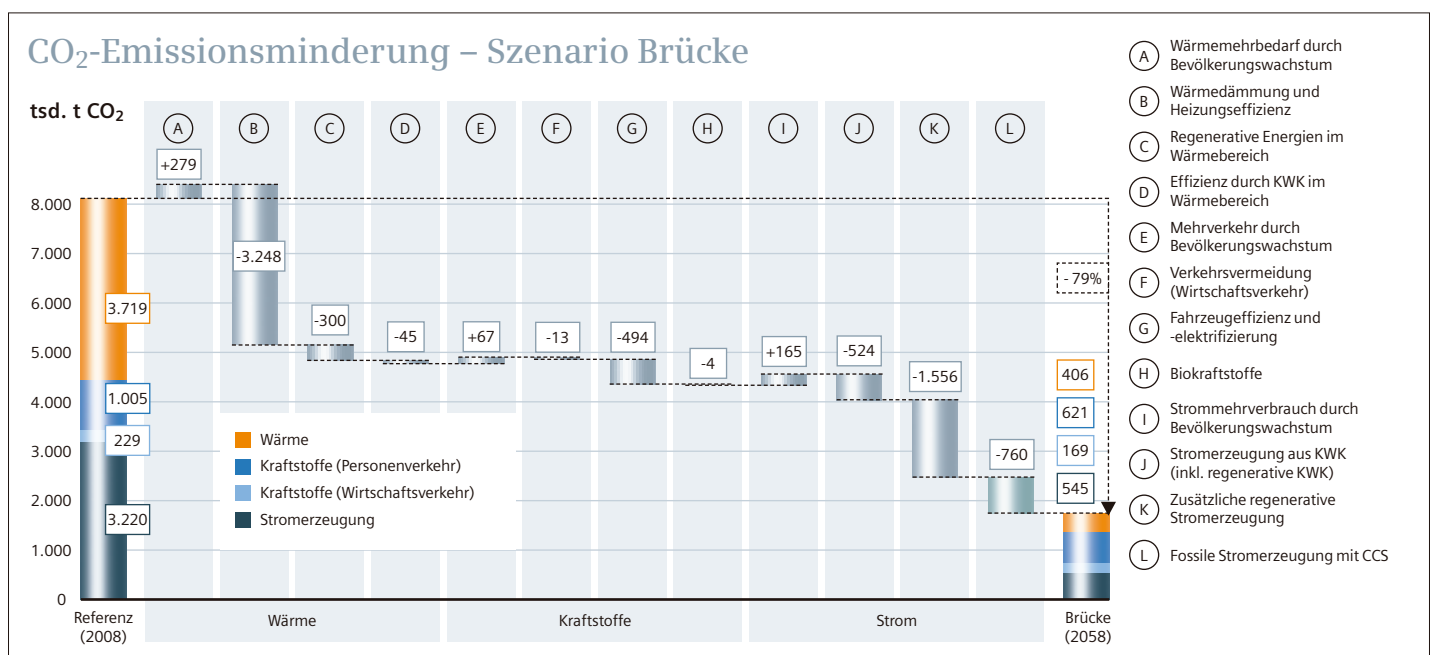 CO₂-Emissionsminderung – Szenario Brücke
tsd. t CO₂
A
B
C
D
E
F
G
H
I
J
K
L
+279
-3.248
-300
-45
+67
-13
-494
-4
+165
-524
-1.556
-760
- 79%
8.000
7.000
6.000
5.000
4.000
3.000
2.000
1.000
0
3.719
1.005
229
3.220
Wärme
Kraftstoffe (Personenverkehr)
Kraftstoffe (Wirtschaftsverkehr)
Stromerzeugung
406
621
169
545
Referenz
(2008)
Wärme
Kraftstoffe
Strom
Brücke
(2058)
A
Wärmemehrbedarf durch
Bevölkerungswachstum
B
Wärmedämmung und
Heizungseffizienz
C
Regenerative Energien im
Wärmebereich
D
Effizienz durch KWK im
Wärmebereich
E
Mehrverkehr durch
Bevölkerungswachstum
F
Verkehrsvermeidung
(Wirtschaftsverkehr)
G
Fahrzeugeffizienz und
-elektrifizierung
H
Biokraftstoffe
I
Strommehrverbrauch durch
Bevölkerungswachstum
J
Stromerzeugung aus KWK
(inkl. regenerative KWK)
K
Zusätzliche regenerative
Stromerzeugung
L
Fossile Stromerzeugung mit CCS